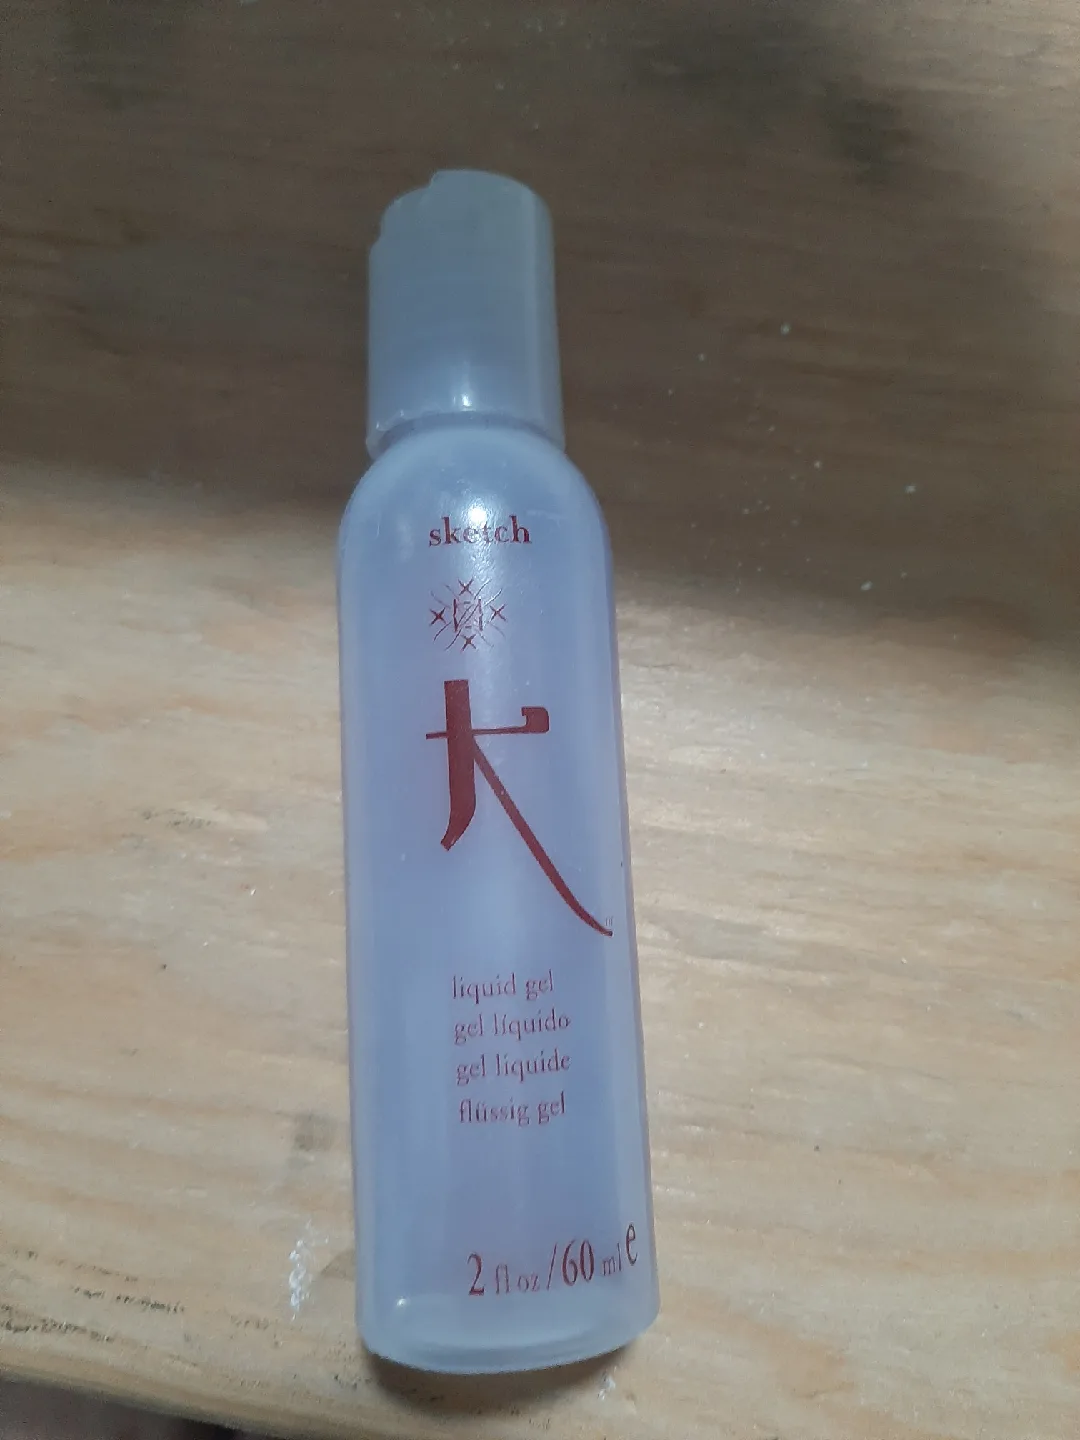 sketch
liquid gel
gel líquido
gel liquide
flüssig gel
2 fl oz/60 ml e